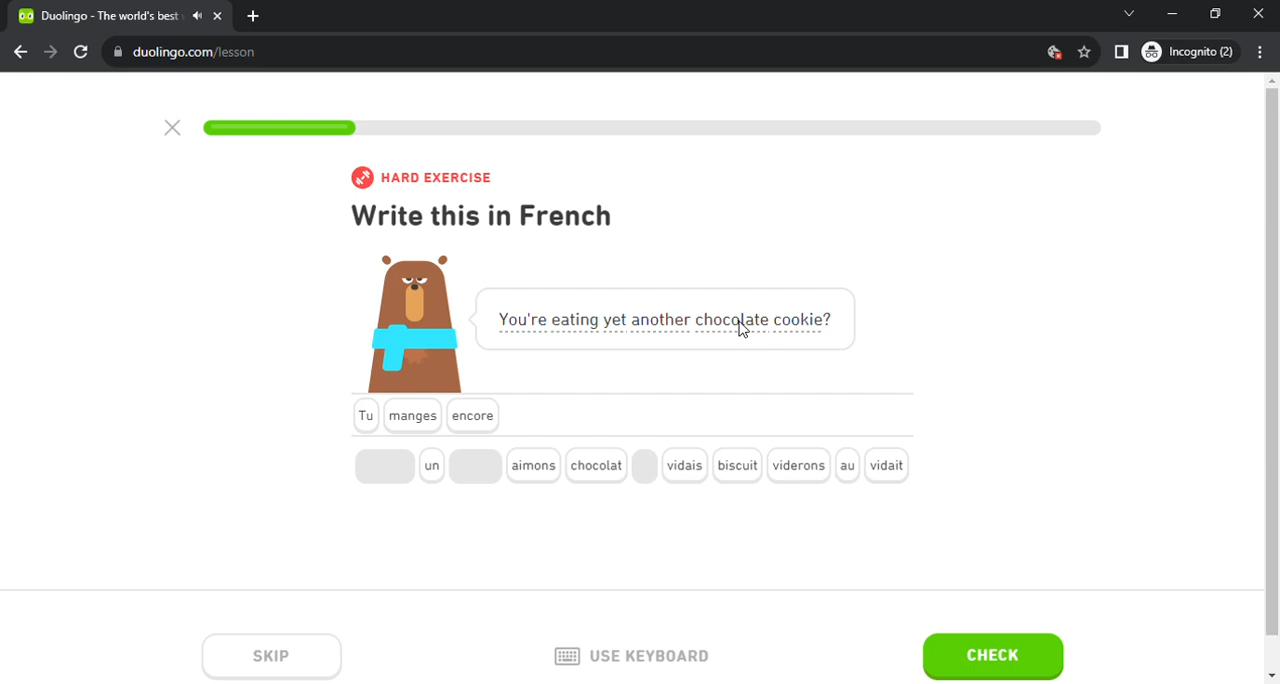 Duolingo - The world's best
duolingo.com/lesson
Incognito (2)
HARD EXERCISE
Write this in French
You're eating yet another chocolate cookie?
Tu manges encore
un aimons chocolat vidais biscuit viderons au vidait
SKIP
USE KEYBOARD
CHECK